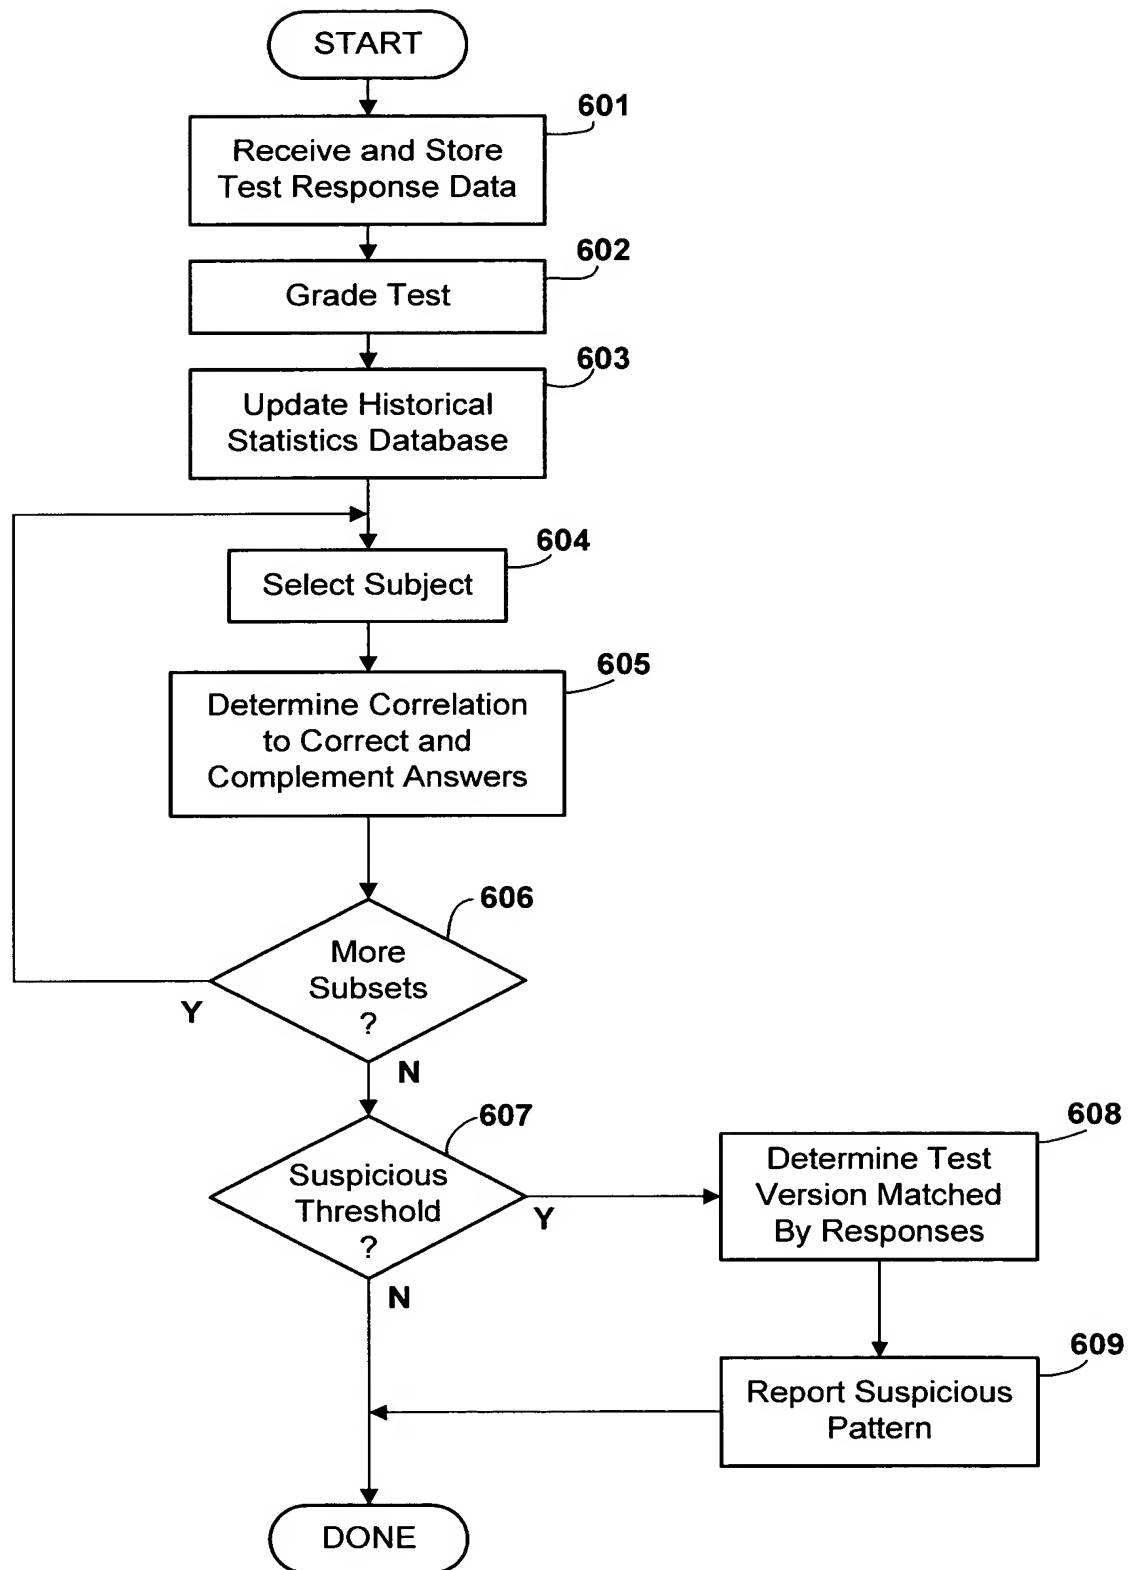 START
601
Receive and Store
Test Response Data
602
Grade Test
603
Update Historical
Statistics Database
604
Select Subject
605
Determine Correlation
to Correct and
Complement Answers
606
More
Subsets
?
Y
N
607
Suspicious
Threshold
?
Y
N
608
Determine Test
Version Matched
By Responses
609
Report Suspicious
Pattern
DONE